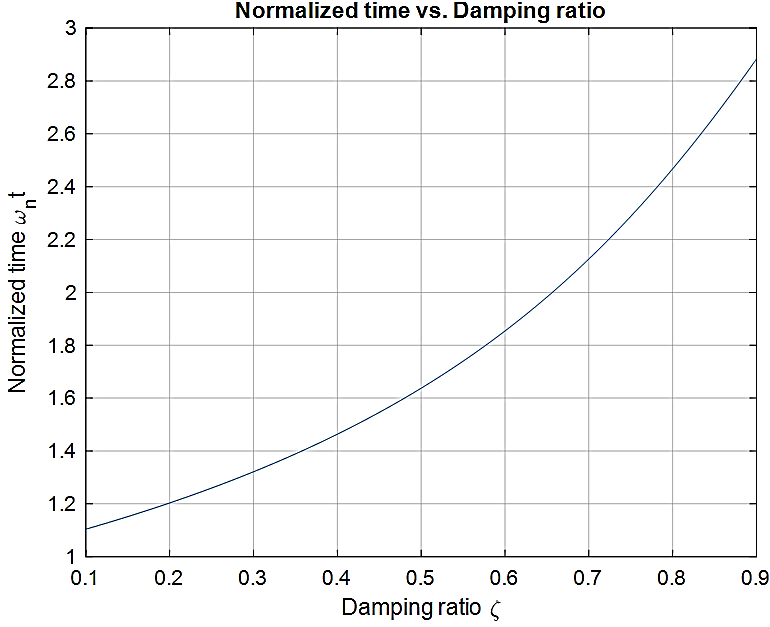 Normalized time vs. Damping ratio
3
2.8
2.6
2.4
2.2
2
1.8
1.6
1.4
1.2
1
Normalized time ωnt
0.1 0.2 0.3 0.4 0.5 0.6 0.7 0.8 0.9
Damping ratio ζ